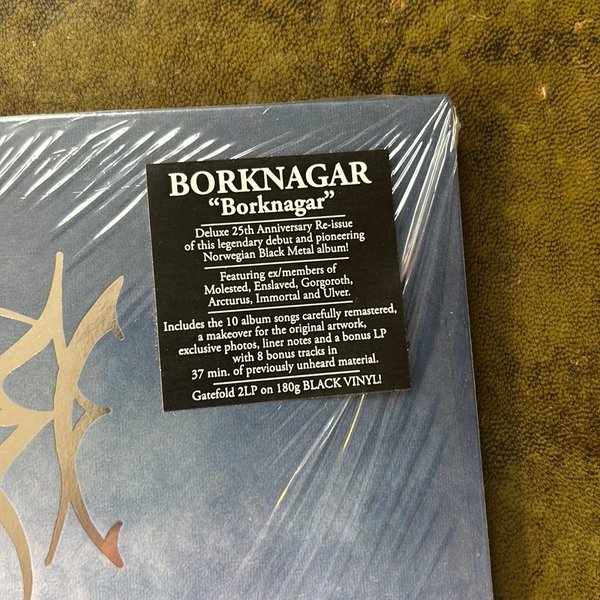 BORKNAGAR
“Borknagar”
Deluxe 25th Anniversary Re-issue
of this legendary debut and pioneering
Norwegian Black Metal album!
Featuring ex/members of
Molested, Enslaved, Gorgoroth,
Arcturus, Immortal and Ulver.
Includes the 10 album songs carefully remastered,
a makeover for the original artwork,
exclusive photos, liner notes and a bonus LP
with 8 bonus tracks in
37 min. of previously unheard material.
Gatefold 2LP on 180g BLACK VINYL!